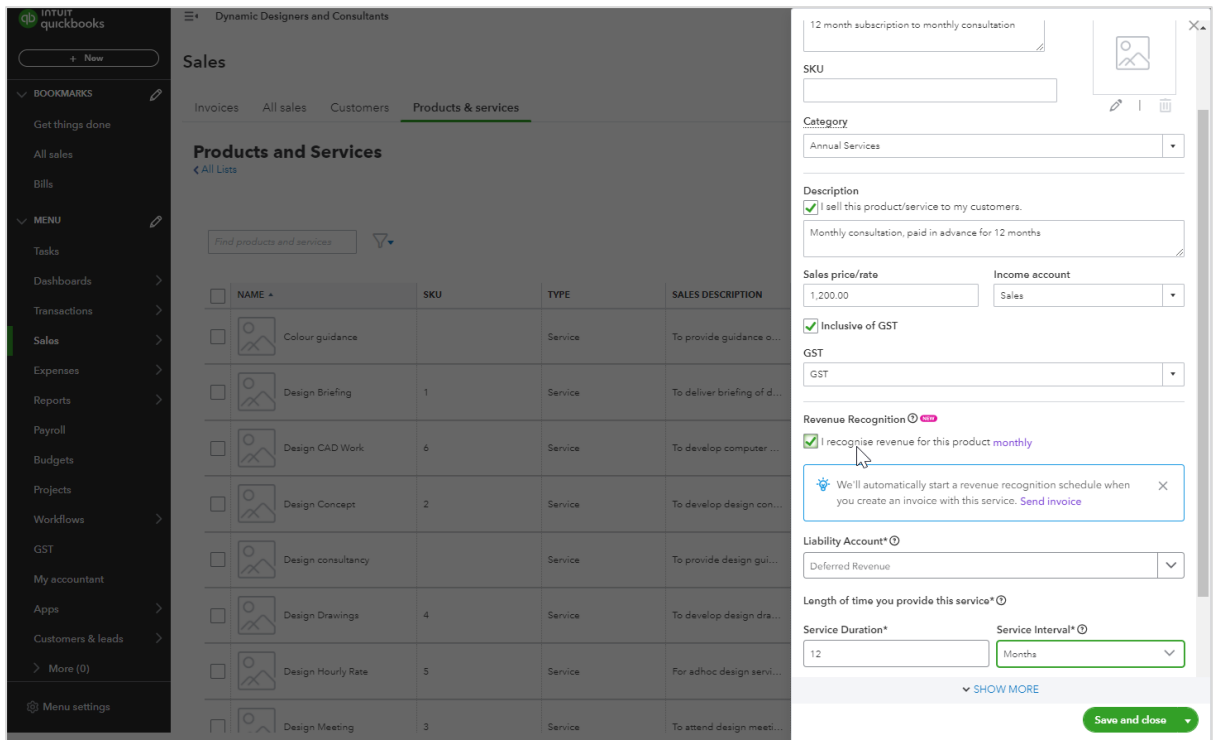 qb INTUIT
quickbooks
Dynamic Designers and Consultants
+ New
BOOKMARKS
Get things done
All sales
Bills
MENU
Tasks
Dashboards
Transactions
Sales
Expenses
Reports
Payroll
Budgets
Projects
Workflows
GST
My accountant
Apps
Customers & leads
More (0)
Menu settings
Sales
Invoices All sales Customers Products & services
Products and Services
All Lists
Find products and services
NAME SKU TYPE SALES DESCRIPTION
Colour guidance Service To provide guidance o...
Design Briefing 1 Service To deliver briefing of d...
Design CAD Work 6 Service To develop computer ...
Design Concept 2 Service To develop design con...
Design consultancy Service To provide design gui...
Design Drawings 4 Service To develop design dra...
Design Hourly Rate 5 Service For adhoc design servi...
Design Meeting 3 Service To attend design meeti...
12 month subscription to monthly consultation
SKU
Category
Annual Services
Description
I sell this product/service to my customers.
Monthly consultation, paid in advance for 12 months
Sales price/rate Income account
1,200.00 Sales
Inclusive of GST
GST
GST
Revenue Recognition NEW
I recognise revenue for this product monthly
We'll automatically start a revenue recognition schedule when
you create an invoice with this service. Send invoice
Liability Account*
Deferred Revenue
Length of time you provide this service*
Service Duration* Service Interval*
12 Months
SHOW MORE
Save and close